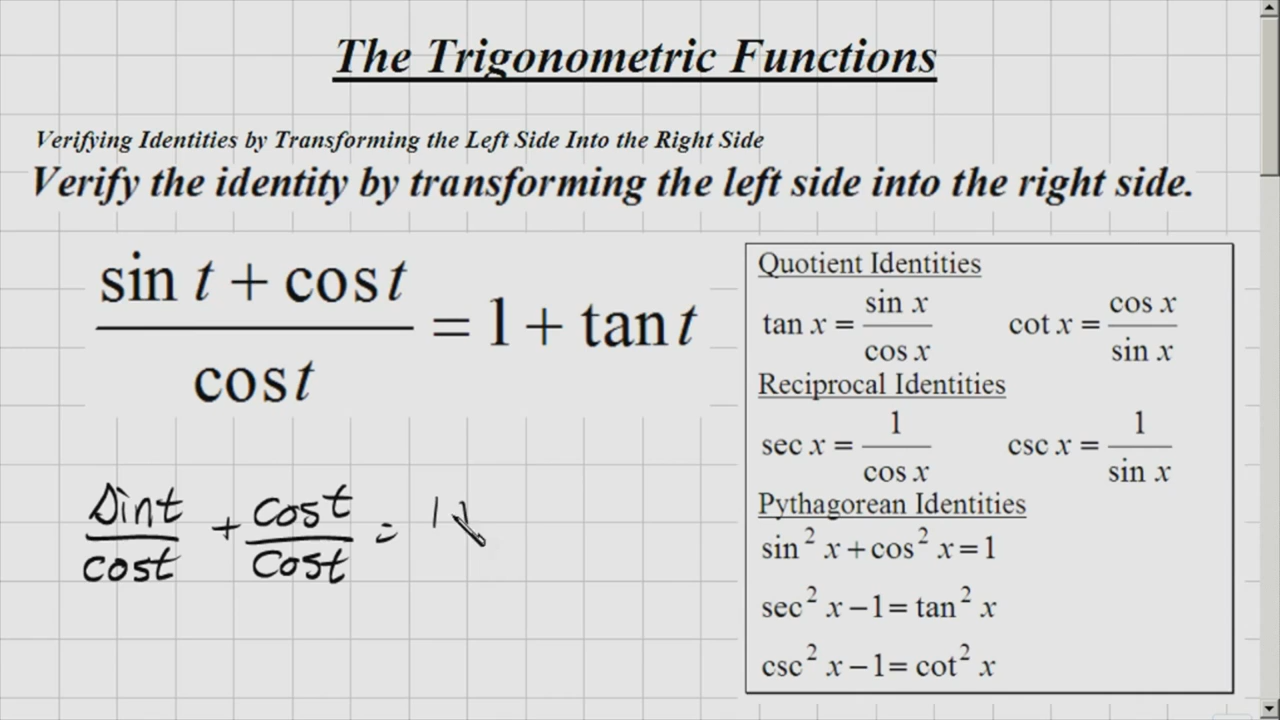 The Trigonometric Functions
Verifying Identities by Transforming the Left Side Into the Right Side
Verify the identity by transforming the left side into the right side.
(sin t + cos t)/(cos t) = 1 + tan t
Quotient Identities
tan x = (sin x)/(cos x) cot x = (cos x)/(sin x)
Reciprocal Identities
sec x = 1/(cos x) csc x = 1/(sin x)
Pythagorean Identities
sin² x + cos² x = 1
sec² x − 1 = tan² x
csc² x − 1 = cot² x
(sin t)/(cos t) + (cos t)/(cos t) = 1